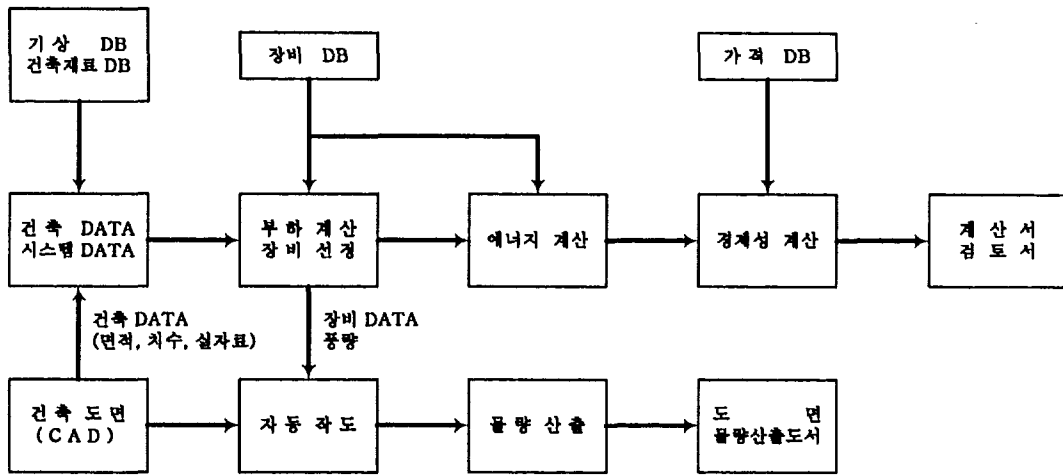 기상 DB
건축재료 DB
장비 DB
가격 DB
건축 DATA
시스템 DATA
부하 계산
장비 선정
에너지 계산
경제성 계산
계산서
검토서
건축 DATA
(면적, 치수, 실자료)
장비 DATA
풍량
건축 도면
(CAD)
자동 작도
물량 산출
도 면
물량산출도서